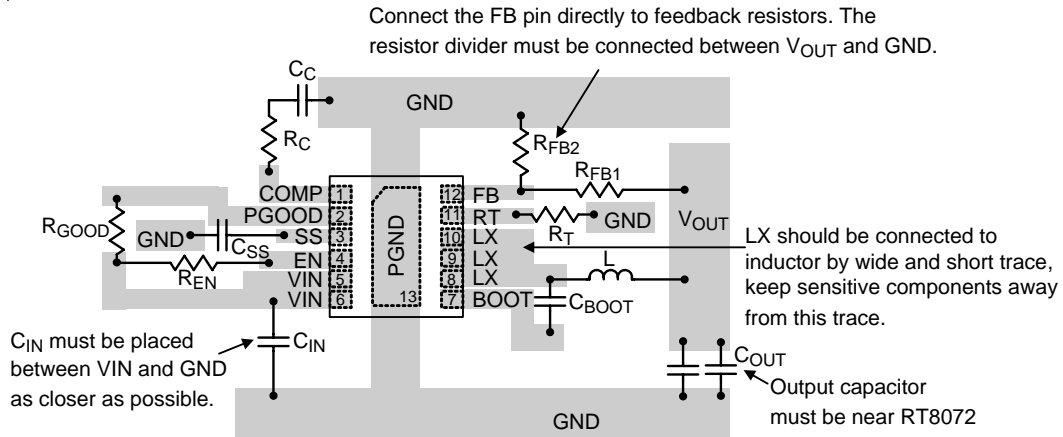 Connect the FB pin directly to feedback resistors. The
resistor divider must be connected between VOUT and GND.
CC
GND
RC
RFB2
RFB1
COMP 1
12 FB
PGOOD 2
11 RT
GND
RGOOD
GND
CSS
SS 3
10 LX
RT
VOUT
EN 4
9 LX
REN
VIN 5
8 LX
L
VIN 6
7 BOOT
CBOOT
PGND
13
LX should be connected to
inductor by wide and short trace,
keep sensitive components away
from this trace.
CIN must be placed
between VIN and GND
as closer as possible.
CIN
COUT
Output capacitor
must be near RT8072
GND